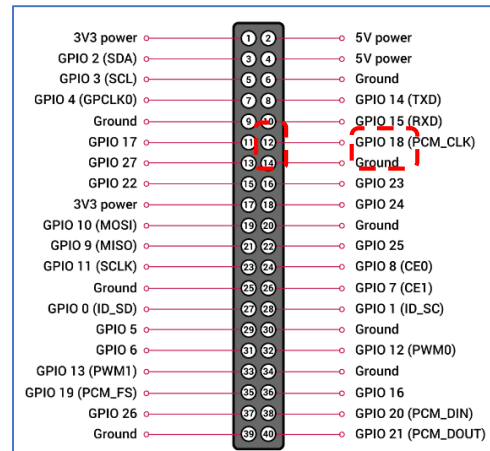 3V3 power 1 2 5V power
GPIO 2 (SDA) 3 4 5V power
GPIO 3 (SCL) 5 6 Ground
GPIO 4 (GPCLK0) 7 8 GPIO 14 (TXD)
Ground 9 10 GPIO 15 (RXD)
GPIO 17 11 12 GPIO 18 (PCM_CLK)
GPIO 27 13 14 Ground
GPIO 22 15 16 GPIO 23
3V3 power 17 18 GPIO 24
GPIO 10 (MOSI) 19 20 Ground
GPIO 9 (MISO) 21 22 GPIO 25
GPIO 11 (SCLK) 23 24 GPIO 8 (CE0)
Ground 25 26 GPIO 7 (CE1)
GPIO 0 (ID_SD) 27 28 GPIO 1 (ID_SC)
GPIO 5 29 30 Ground
GPIO 6 31 32 GPIO 12 (PWM0)
GPIO 13 (PWM1) 33 34 Ground
GPIO 19 (PCM_FS) 35 36 GPIO 16
GPIO 26 37 38 GPIO 20 (PCM_DIN)
Ground 39 40 GPIO 21 (PCM_DOUT)